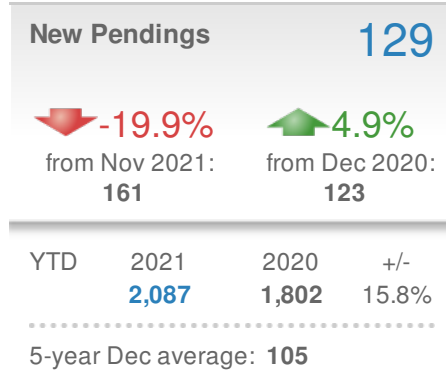 New Pendings 129
-19.9% 4.9%
from Nov 2021: from Dec 2020:
161 123
YTD 2021 2020 +/-
2,087 1,802 15.8%
5-year Dec average: 105